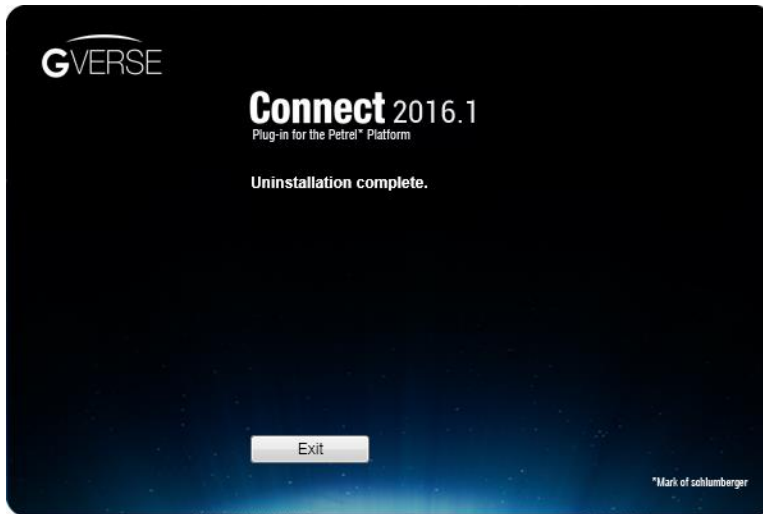 GVERSE
Connect 2016.1
Plug-in for the Petrel* Platform
Uninstallation complete.
Exit
*Mark of schlumberger